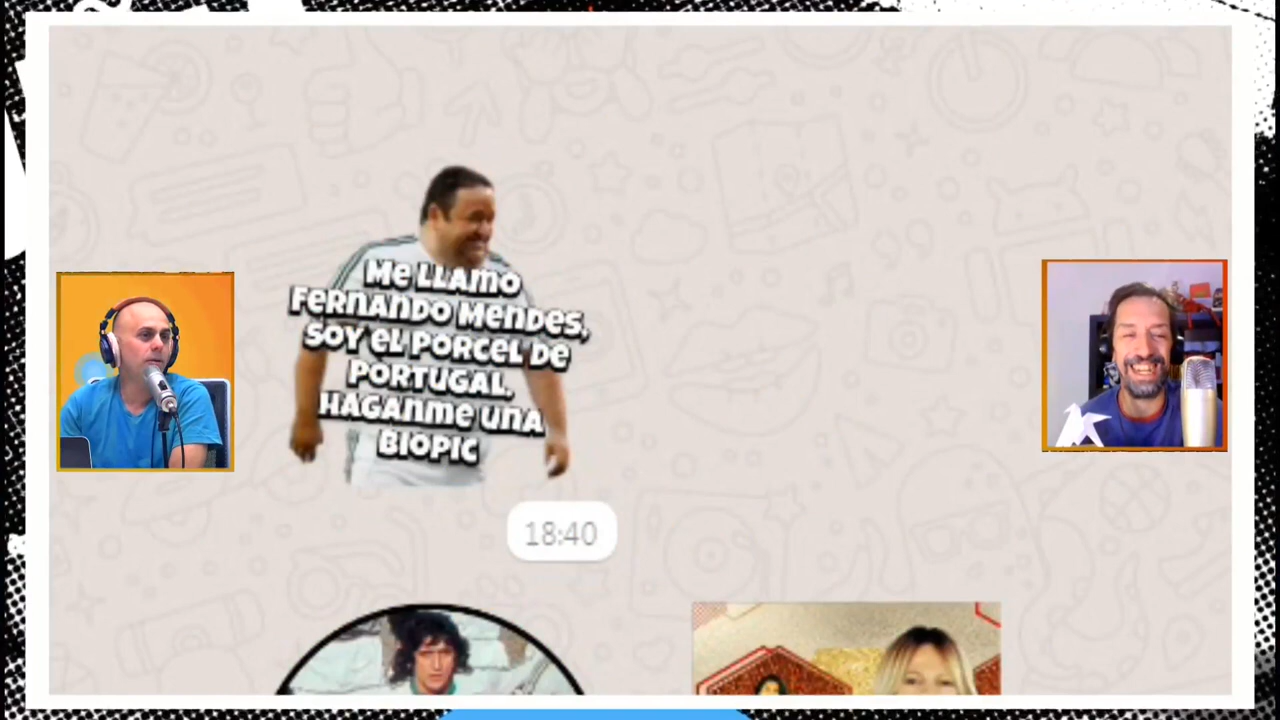 Me LLAMO
FERNANDO MENDES,
SOY EL PORCEL DE
PORTUGAL.
HAGANME UNA
BIOPIC
18:40